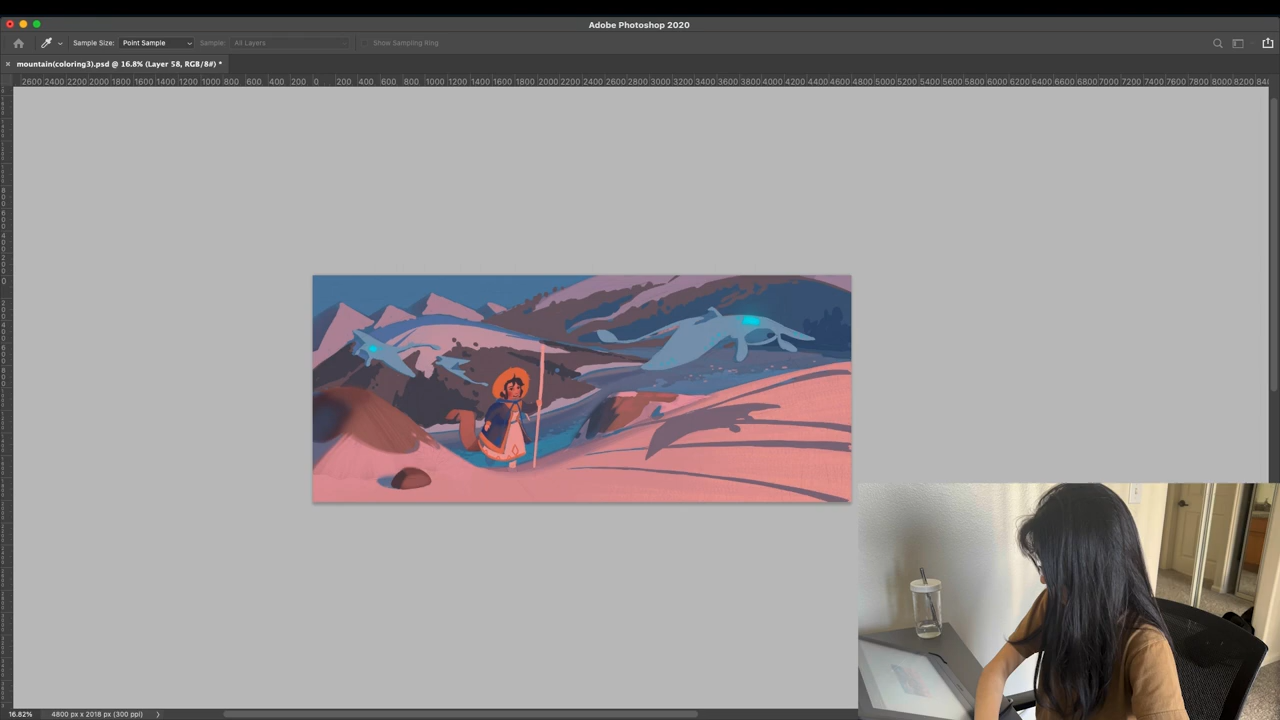 Adobe Photoshop 2020
Sample Size: Point Sample Sample: All Layers Show Sampling Ring
mountain(coloring3).psd @ 16.8% (Layer 58, RGB/8#) *
2600 2400 2200 2000 1800 1600 1400 1200 1000 800 600 400 200 0 200 400 600 800 1000 1200 1400 1600 1800 2000 2200 2400 2600 2800 3000 3200 3400 3600 3800 4000 4200 4400 4600 4800 5000 5200 5400 5600 5800 6000 6200 6400 6600 6800 7000 7200 7400 7600 7800 8000 8200 840
16.82% 4800 px x 2018 px (300 ppi)